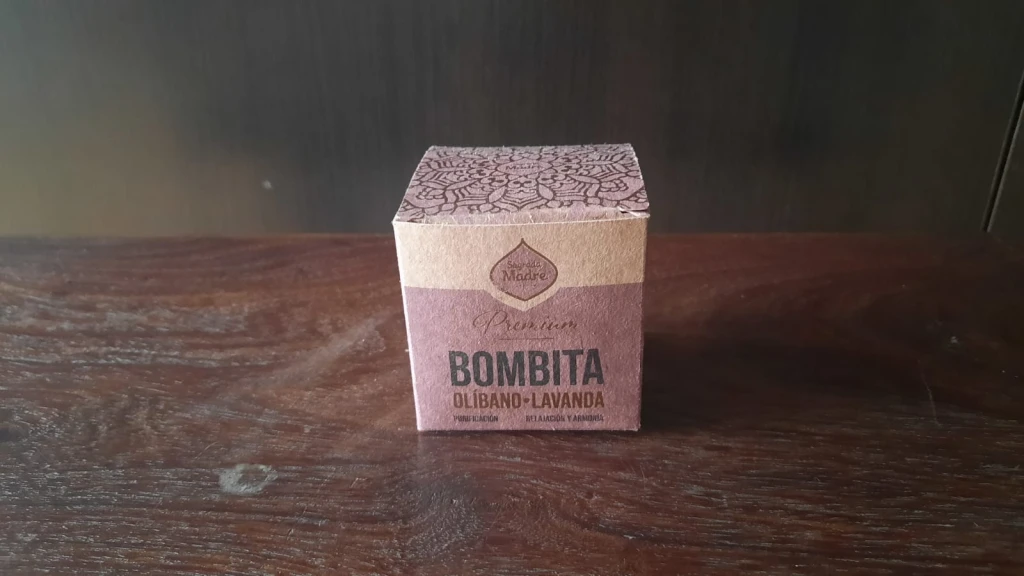 Sagrada
Madre
Premium
BOMBITA
OLÍBANO+LAVANDA
PURIFICACIÓN RELAJACIÓN Y ARMONÍA